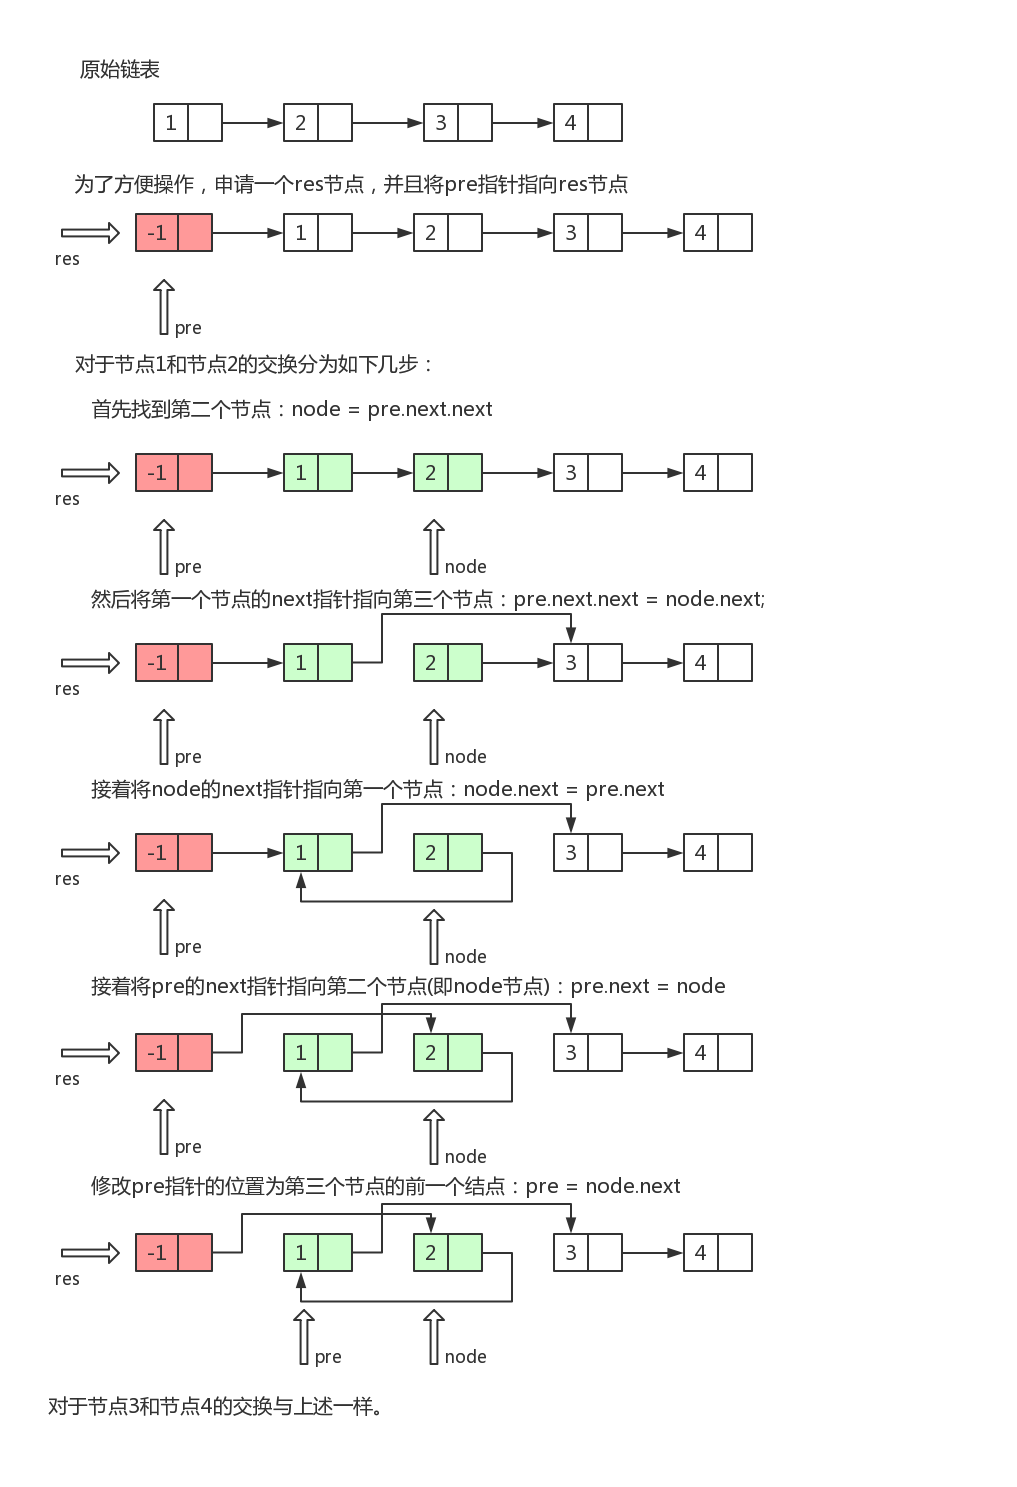 原始链表
1 2 3 4
为了方便操作，申请一个res节点，并且将pre指针指向res节点
-1 1 2 3 4
res
pre
对于节点1和节点2的交换分为如下几步：
首先找到第二个节点：node = pre.next.next
-1 1 2 3 4
res
pre node
然后将第一个节点的next指针指向第三个节点：pre.next.next = node.next;
-1 1 2 3 4
res
pre node
接着将node的next指针指向第一个节点：node.next = pre.next
-1 1 2 3 4
res
pre node
接着将pre的next指针指向第二个节点(即node节点)：pre.next = node
-1 1 2 3 4
res
pre node
修改pre指针的位置为第三个节点的前一个结点：pre = node.next
-1 1 2 3 4
res
pre node
对于节点3和节点4的交换与上述一样。